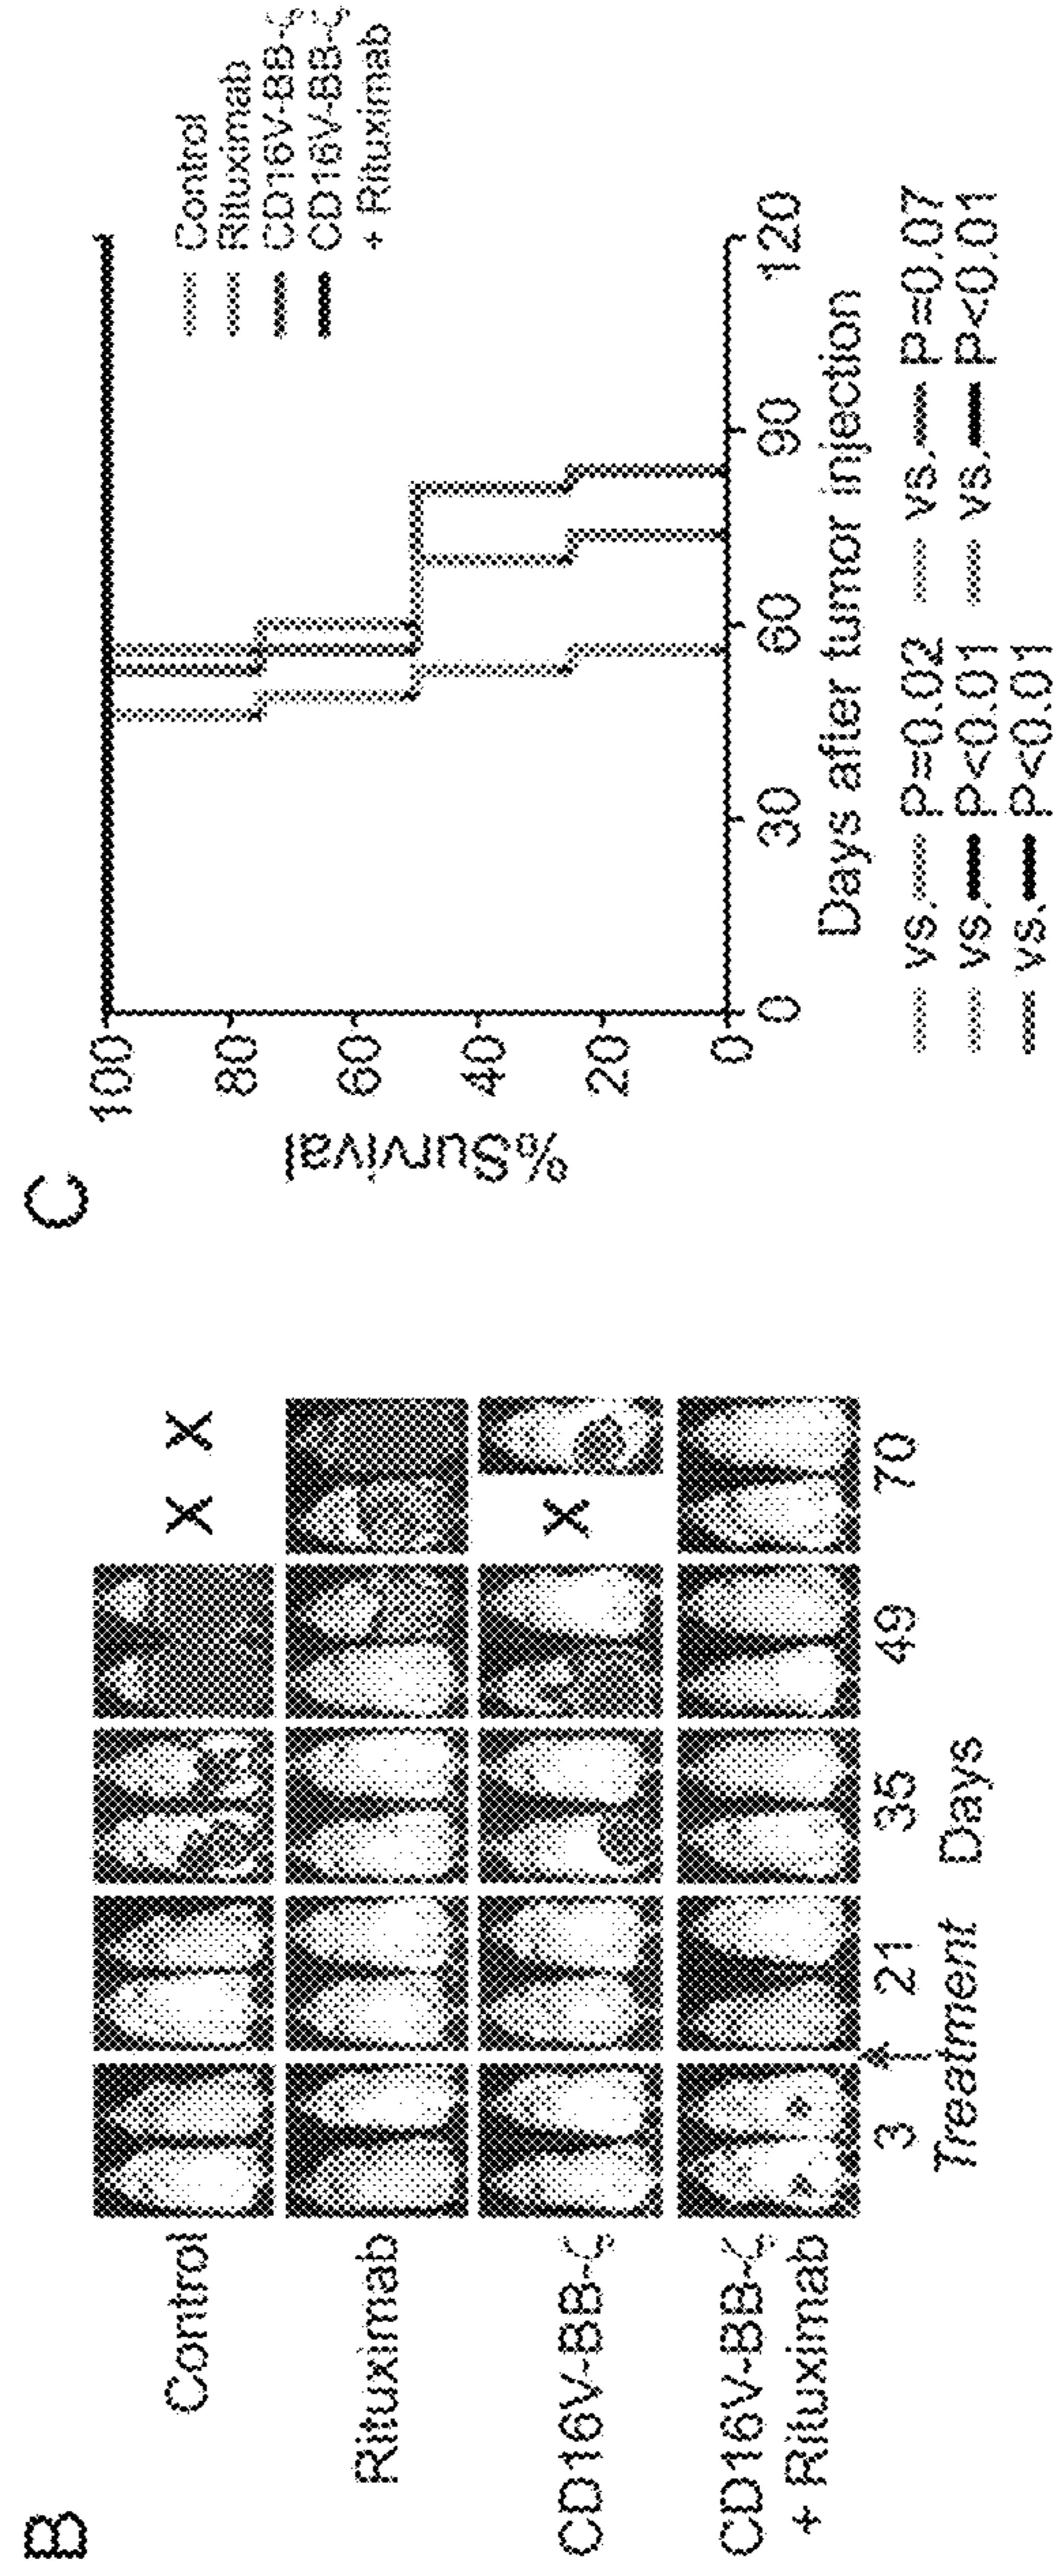 B
Control
Rituximab
CD16V-BB-ζ
CD16V-BB-ζ
+ Rituximab
X X
X
3 21 35 49 70
Treatment Days
C
%Survival
100
80
60
40
20
0
0 30 60 90 120
Days after tumor injection
Control
Rituximab
CD16V-BB-ζ
CD16V-BB-ζ
+ Rituximab
vs. P=0.02 vs. P=0.07
vs. P<0.01 vs. P<0.01
vs. P<0.01